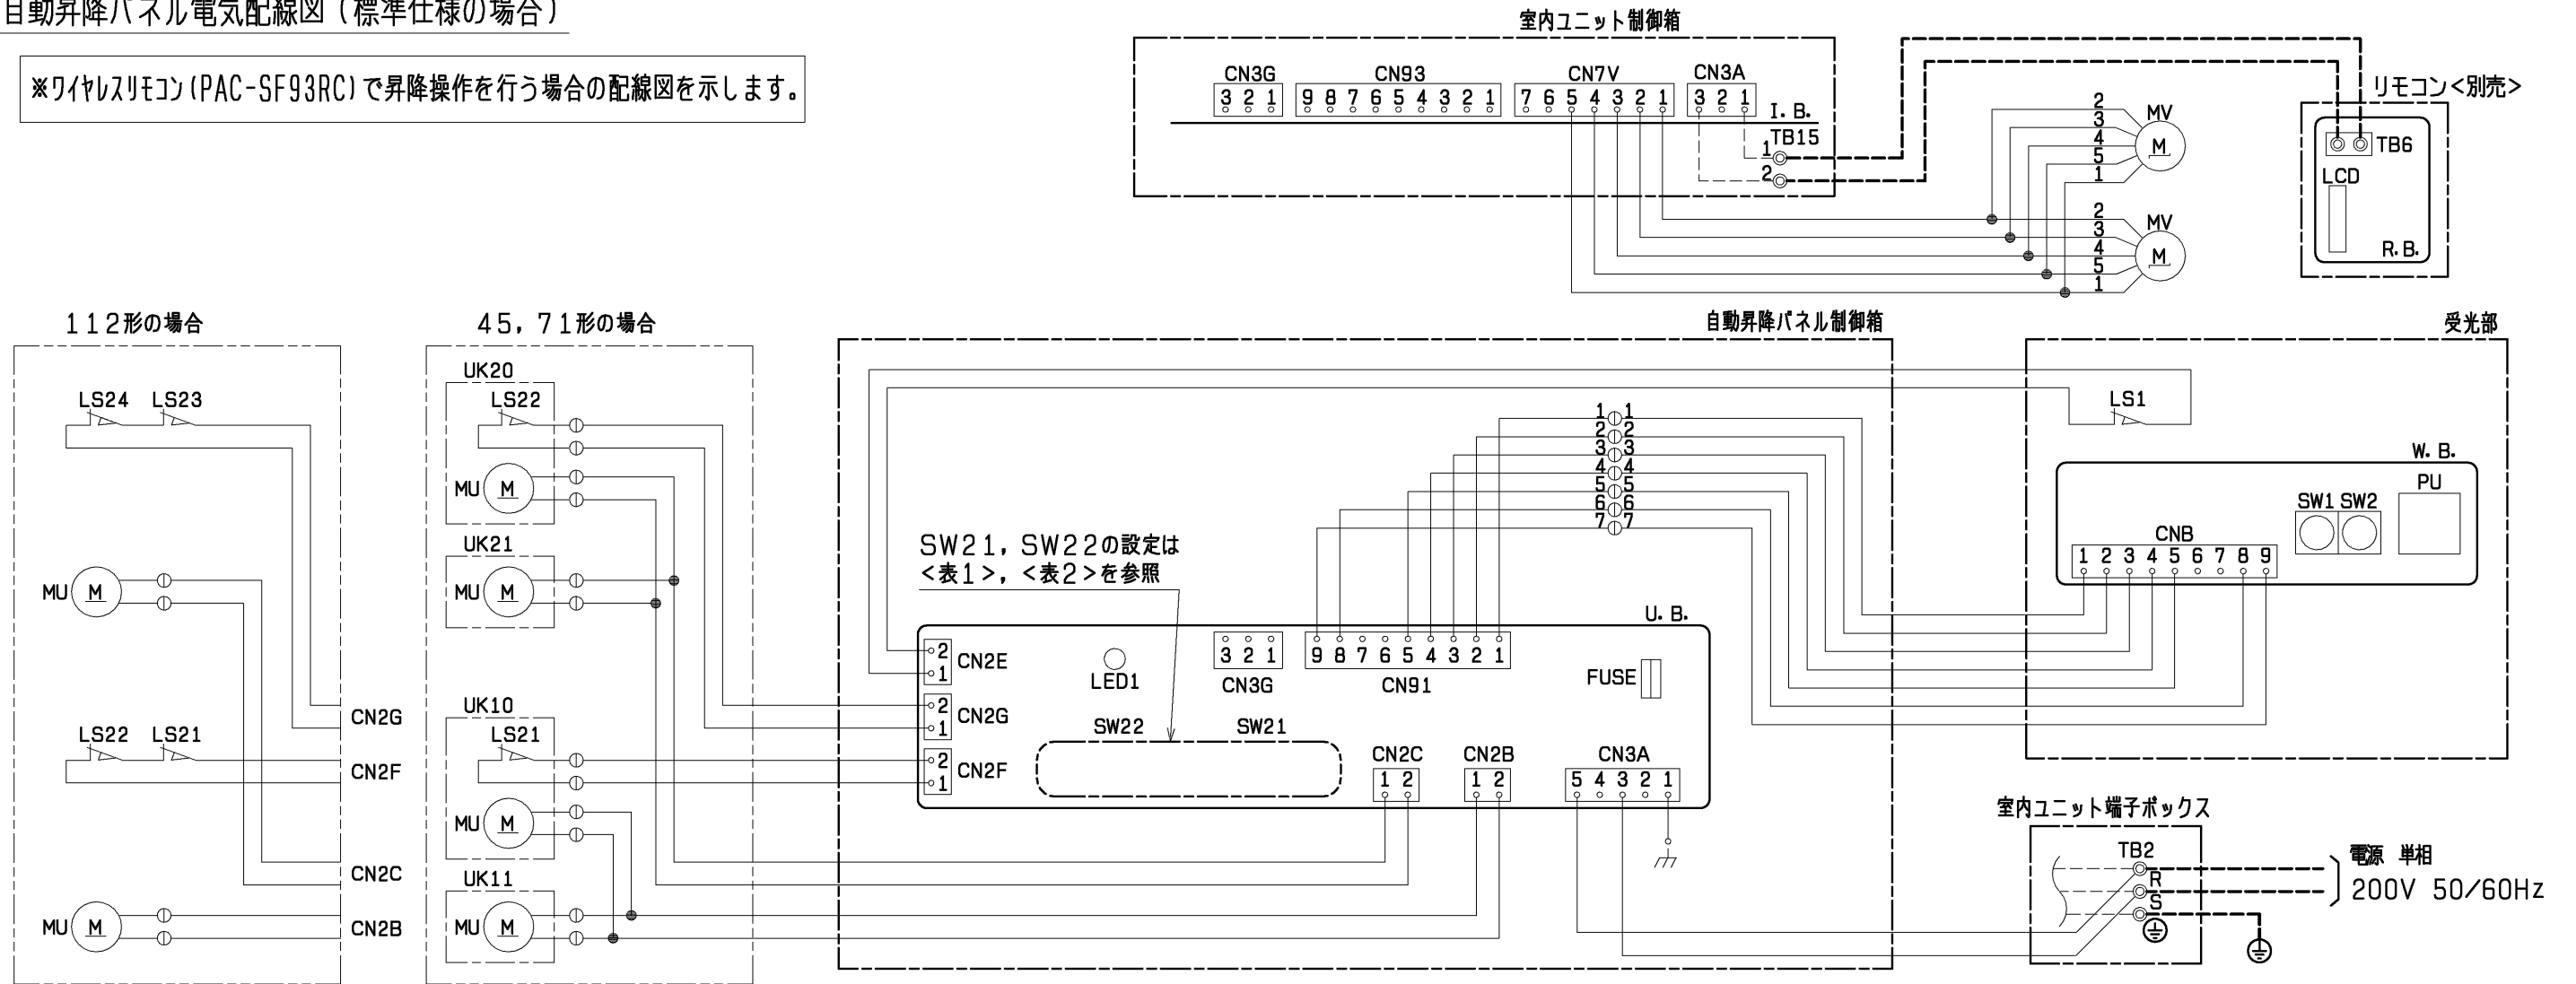 自動昇降パネル電気配線図（標準仕様の場合）
※ワイヤレスリモコン(PAC-SF93RC)で昇降操作を行う場合の配線図を示します。
室内ユニット制御箱
CN3G CN93 CN7V CN3A
3 2 1 9 8 7 6 5 4 3 2 1 7 6 5 4 3 2 1 3 2 1
I.B.
TB15
1
2
2
3
4
5
1
MV
M
2
3
4
5
1
MV
M
リモコン<別売>
TB6
LCD
R.B.
112形の場合
LS24 LS23
MU M
LS22 LS21
MU M
CN2G
CN2F
CN2C
CN2B
45,71形の場合
UK20
LS22
MU M
UK21
MU M
UK10
LS21
MU M
UK11
MU M
自動昇降パネル制御箱
1 1
2 2
3 3
4 4
5 5
6 6
7 7
SW21,SW22の設定は
<表1>,<表2>を参照
U.B.
2
1
CN2E
2
1
CN2G
2
1
CN2F
LED1
3 2 1
CN3G
9 8 7 6 5 4 3 2 1
CN91
FUSE
SW22 SW21
CN2C CN2B CN3A
1 2 1 2 5 4 3 2 1
受光部
LS1
W.B.
PU
SW1 SW2
CNB
1 2 3 4 5 6 7 8 9
室内ユニット端子ボックス
TB2
R
S
電源 単相
200V 50/60Hz